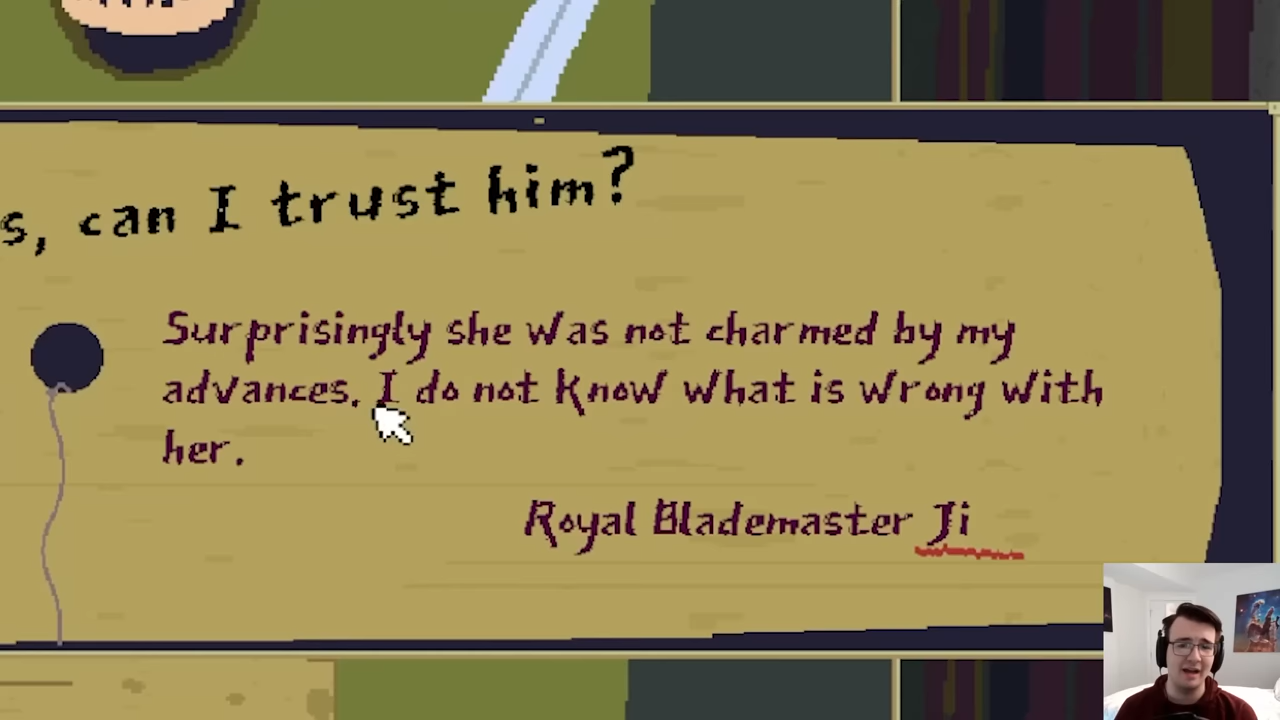 s, can I trust him?
Surprisingly she was not charmed by my
advances. I do not know what is wrong with
her.
Royal Blademaster Ji